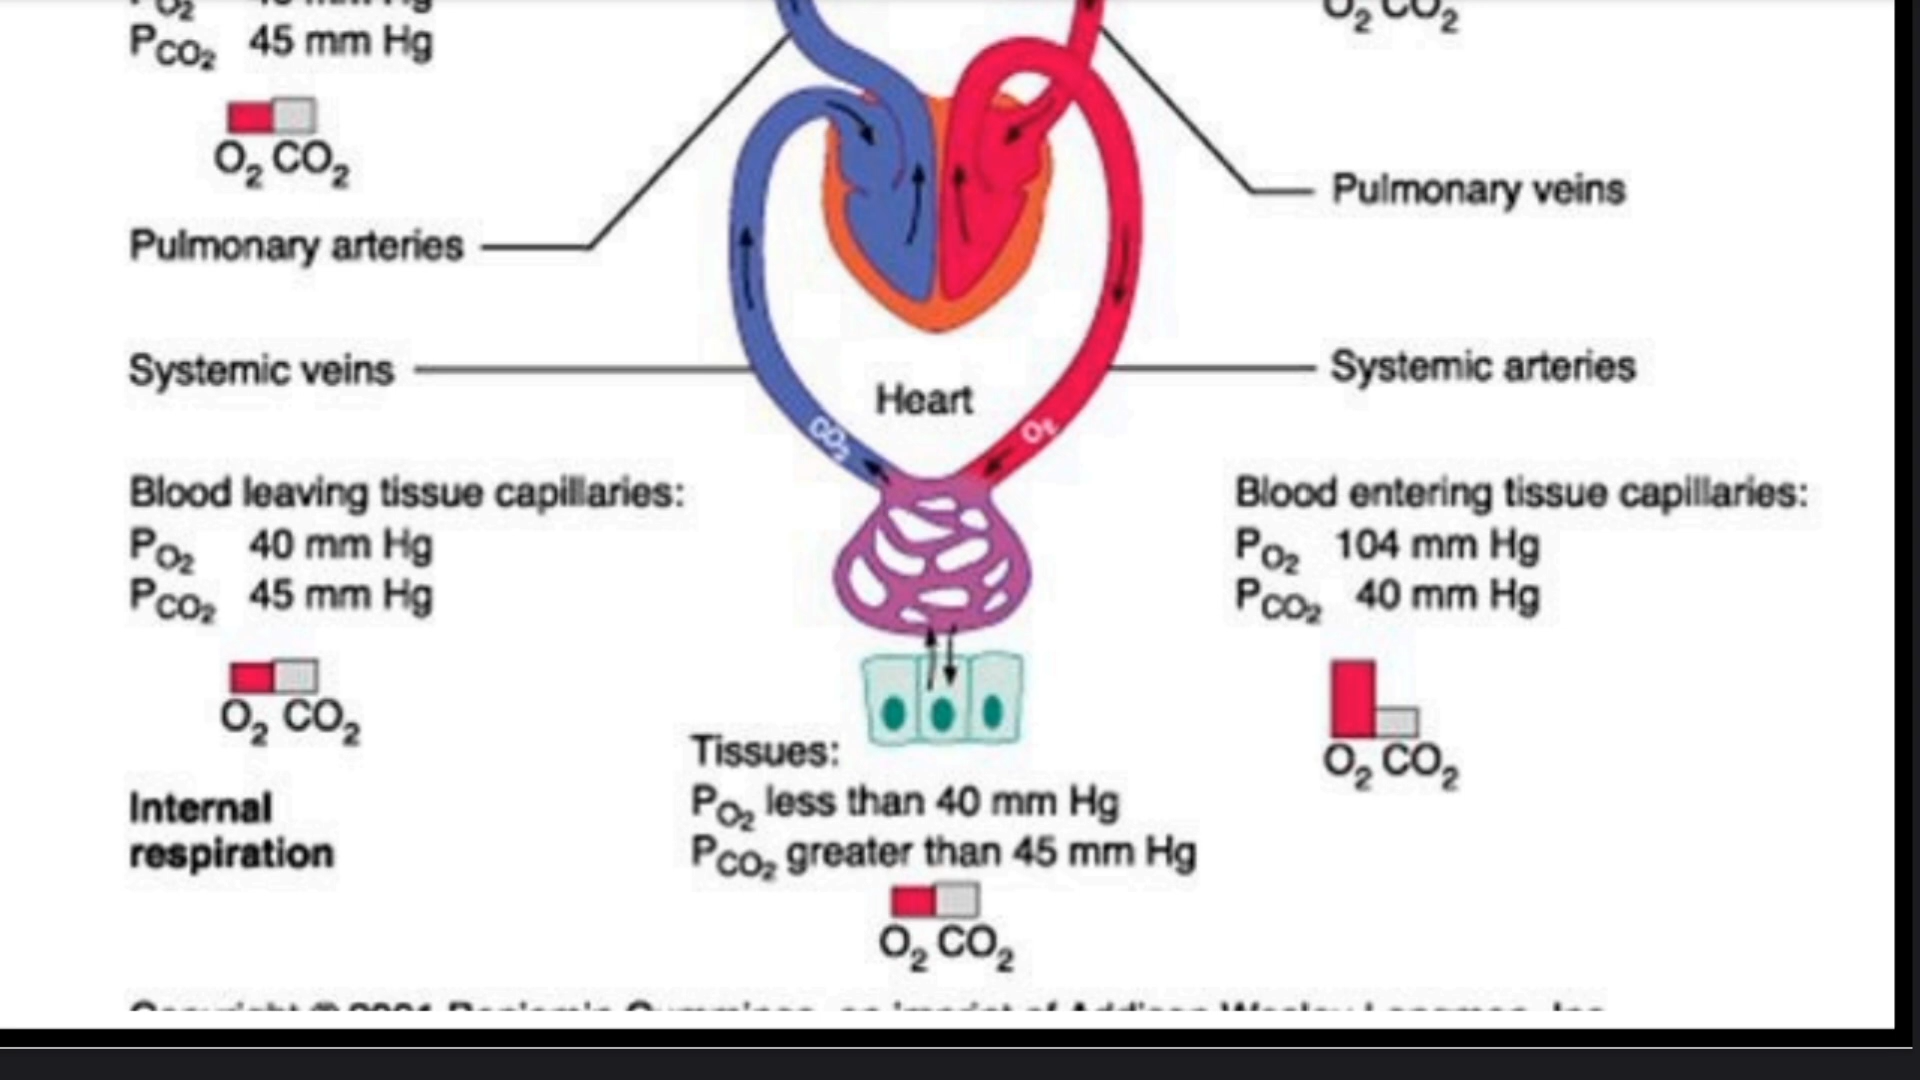 PCO₂ 45 mm Hg
O₂ CO₂
O₂ CO₂
Pulmonary arteries
Pulmonary veins
Systemic veins
Systemic arteries
Heart
CO₂
O₂
Blood leaving tissue capillaries:
PO₂ 40 mm Hg
PCO₂ 45 mm Hg
O₂ CO₂
Blood entering tissue capillaries:
PO₂ 104 mm Hg
PCO₂ 40 mm Hg
O₂ CO₂
Internal
respiration
Tissues:
PO₂ less than 40 mm Hg
PCO₂ greater than 45 mm Hg
O₂ CO₂